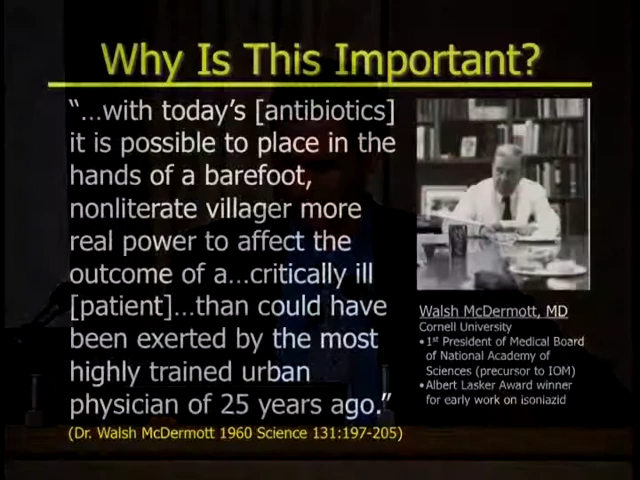 Why Is This Important?
“…with today’s [antibiotics]
it is possible to place in the
hands of a barefoot,
nonliterate villager more
real power to affect the
outcome of a…critically ill
[patient]…than could have
been exerted by the most
highly trained urban
physician of 25 years ago.”
(Dr. Walsh McDermott 1960 Science 131:197-205)
Walsh McDermott, MD
Cornell University
•1st President of Medical Board
of National Academy of
Sciences (precursor to IOM)
•Albert Lasker Award winner
for early work on isoniazid